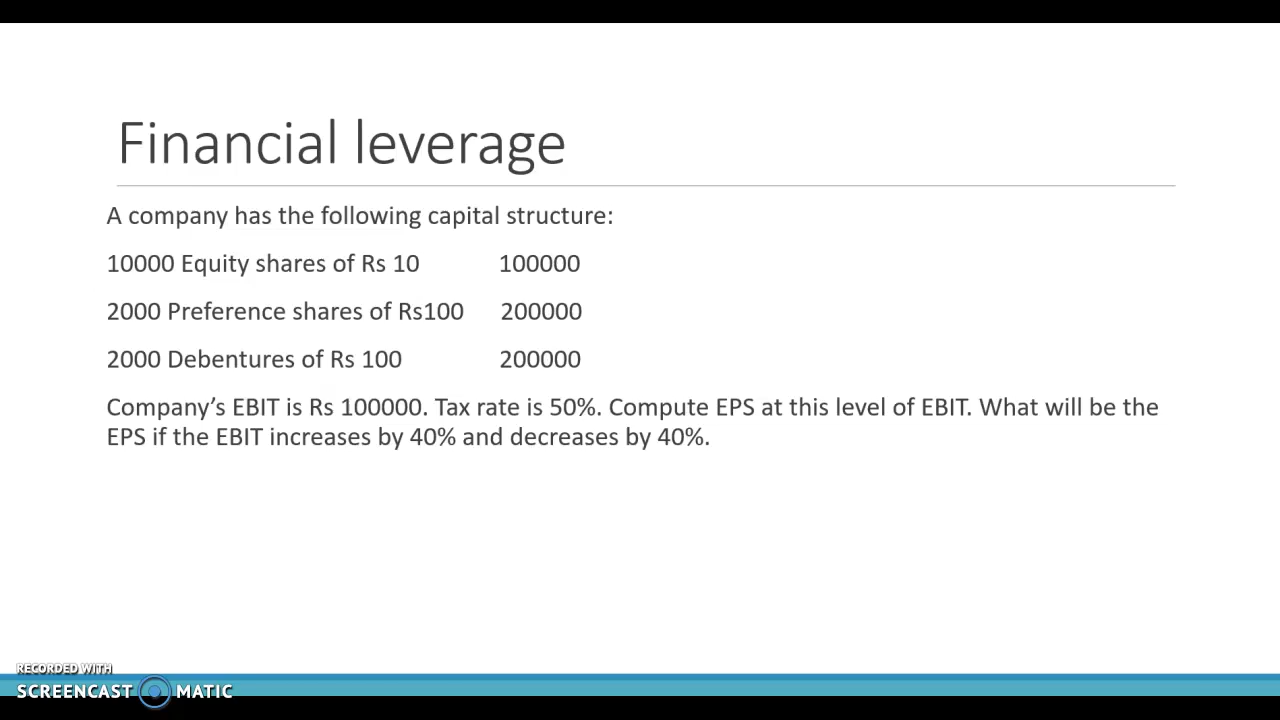 Financial leverage
A company has the following capital structure:
10000 Equity shares of Rs 10 100000
2000 Preference shares of Rs100 200000
2000 Debentures of Rs 100 200000
Company’s EBIT is Rs 100000. Tax rate is 50%. Compute EPS at this level of EBIT. What will be the
EPS if the EBIT increases by 40% and decreases by 40%.
RECORDED WITH
SCREENCAST MATIC